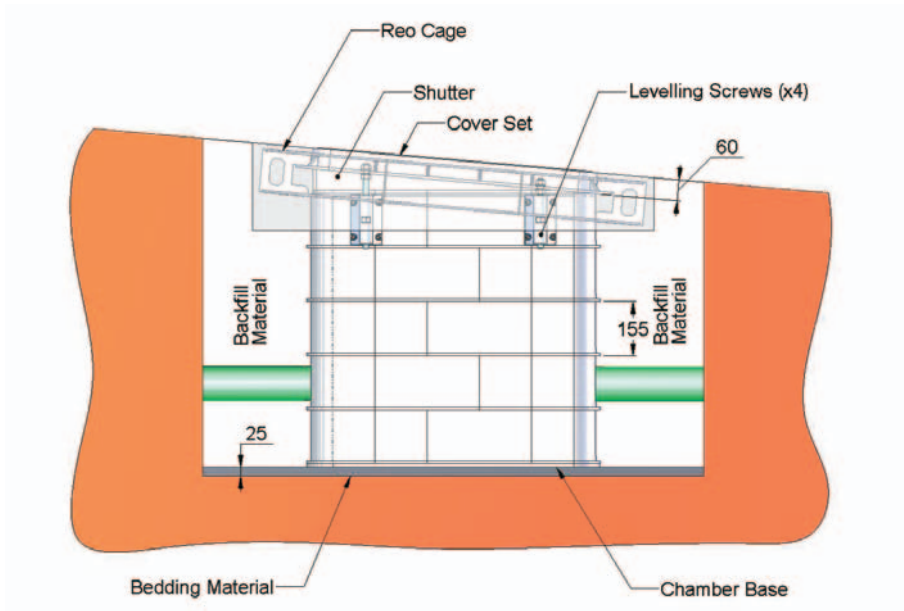 Reo Cage
Shutter
Levelling Screws (x4)
Cover Set
60
Backfill
Material
155
Backfill
Material
25
Bedding Material
Chamber Base